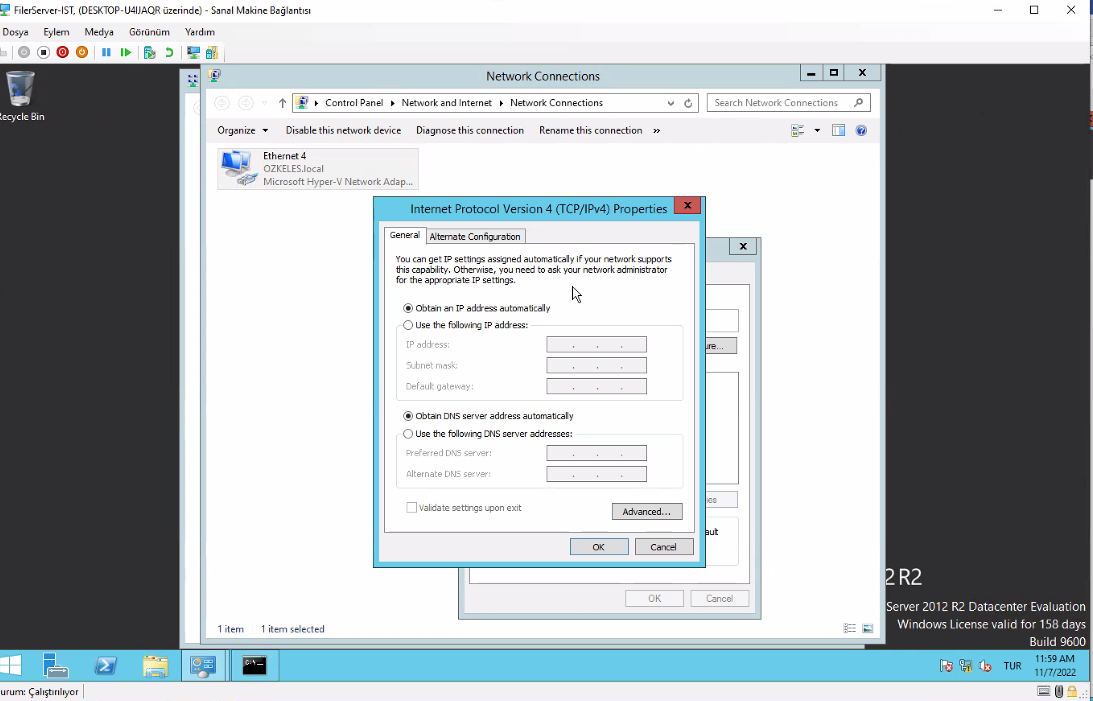 FilerServer-IST, (DESKTOP-U4IJAQR üzerinde) - Sanal Makine Bağlantısı
Dosya Eylem Medya Görünüm Yardım
Network Connections
Control Panel Network and Internet Network Connections
Search Network Connections
Recycle Bin
Organize Disable this network device Diagnose this connection Rename this connection »
Ethernet 4
OZKELES.local
Microsoft Hyper-V Network Adap...
Internet Protocol Version 4 (TCP/IPv4) Properties
General Alternate Configuration
You can get IP settings assigned automatically if your network supports
this capability. Otherwise, you need to ask your network administrator
for the appropriate IP settings.
Obtain an IP address automatically
Use the following IP address:
IP address:
Subnet mask:
Default gateway:
Obtain DNS server address automatically
Use the following DNS server addresses:
Preferred DNS server:
Alternate DNS server:
Validate settings upon exit
Advanced...
OK Cancel
OK Cancel
2 R2
Server 2012 R2 Datacenter Evaluation
Windows License valid for 158 days
Build 9600
1 item 1 item selected
TUR
11:59 AM
11/7/2022
urum: Çalıştırılıyor